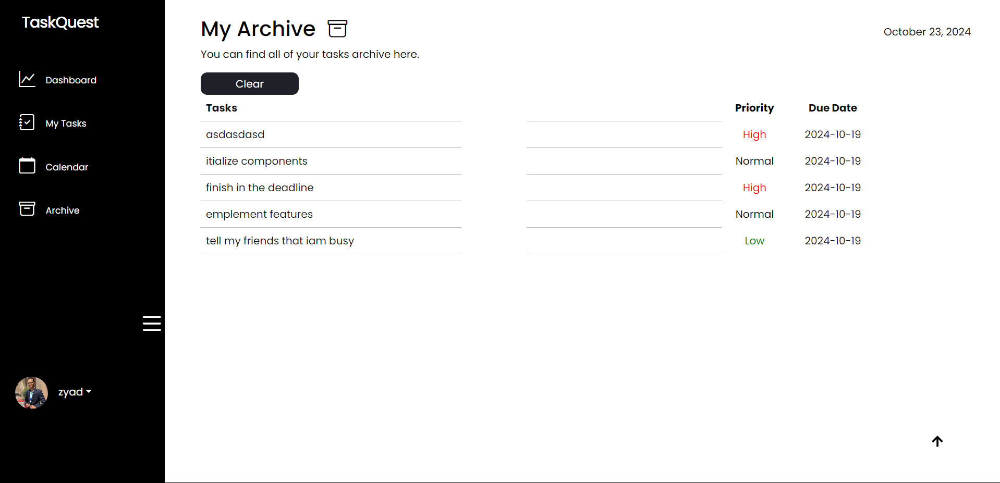 TaskQuest
Dashboard
My Tasks
Calendar
Archive
zyad
My Archive
October 23, 2024
You can find all of your tasks archive here.
Clear
Tasks Priority Due Date
asdasdasd High 2024-10-19
itialize components Normal 2024-10-19
finish in the deadline High 2024-10-19
emplement features Normal 2024-10-19
tell my friends that iam busy Low 2024-10-19